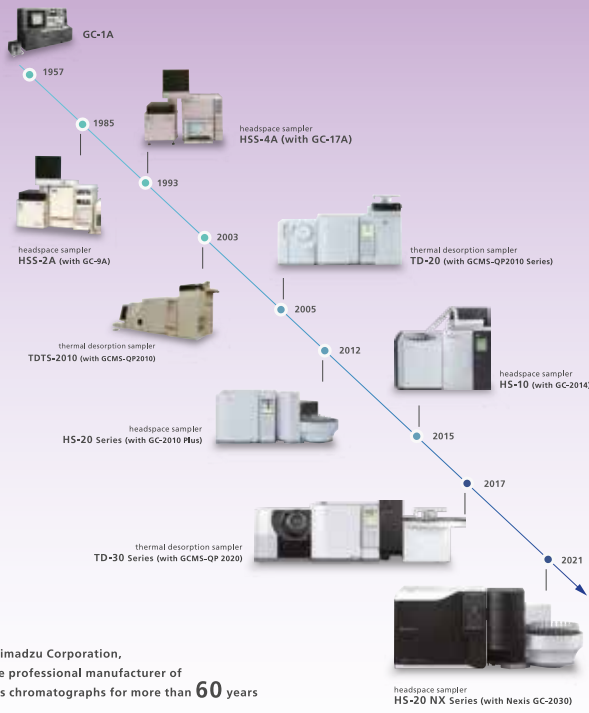 GC-1A
1957
1985
headspace sampler
HSS-4A (with GC-17A)
1993
headspace sampler
HSS-2A (with GC-9A)
2003
thermal desorption sampler
TD-20 (with GCMS-QP2010 Series)
2005
thermal desorption sampler
TDTS-2010 (with GCMS-QP2010)
2012
headspace sampler
HS-10 (with GC-2014)
headspace sampler
HS-20 Series (with GC-2010 Plus)
2015
2017
thermal desorption sampler
TD-30 Series (with GCMS-QP 2020)
2021
imadzu Corporation,
e professional manufacturer of
s chromatographs for more than 60 years
headspace sampler
HS-20 NX Series (with Nexis GC-2030)